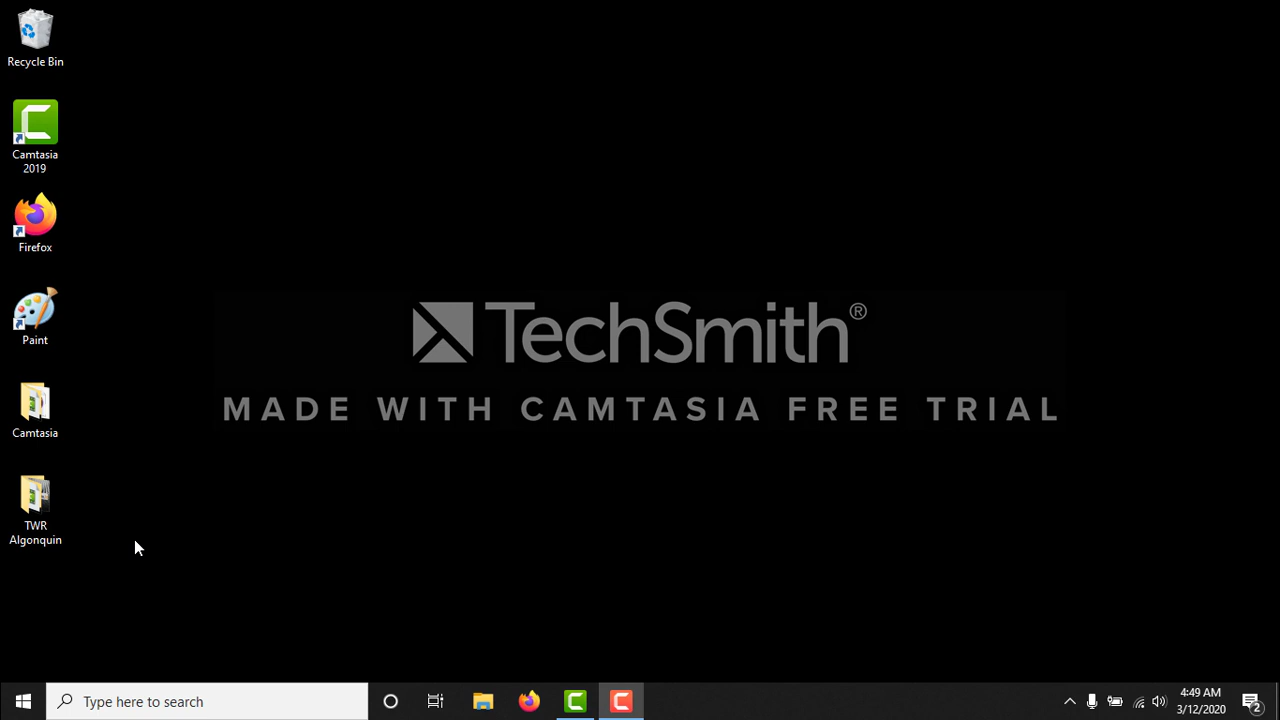 Recycle Bin
Camtasia
2019
Firefox
Paint
Camtasia
TWR
Algonquin
TechSmith®
MADE WITH CAMTASIA FREE TRIAL
Type here to search
4:49 AM
3/12/2020
2